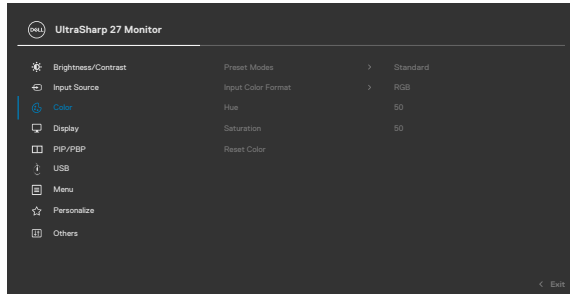 DELL UltraSharp 27 Monitor
Brightness/Contrast
Input Source
Color
Display
PIP/PBP
USB
Menu
Personalize
Others
Preset Modes > Standard
Input Color Format > RGB
Hue 50
Saturation 50
Reset Color
< Exit